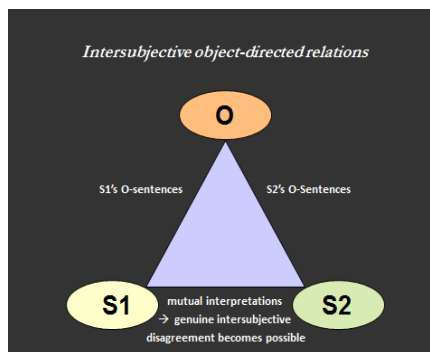 Intersubjective object-directed relations
O
S1's O-sentences
S2's O-Sentences
S1
mutual interpretations
→ genuine intersubjective
disagreement becomes possible
S2